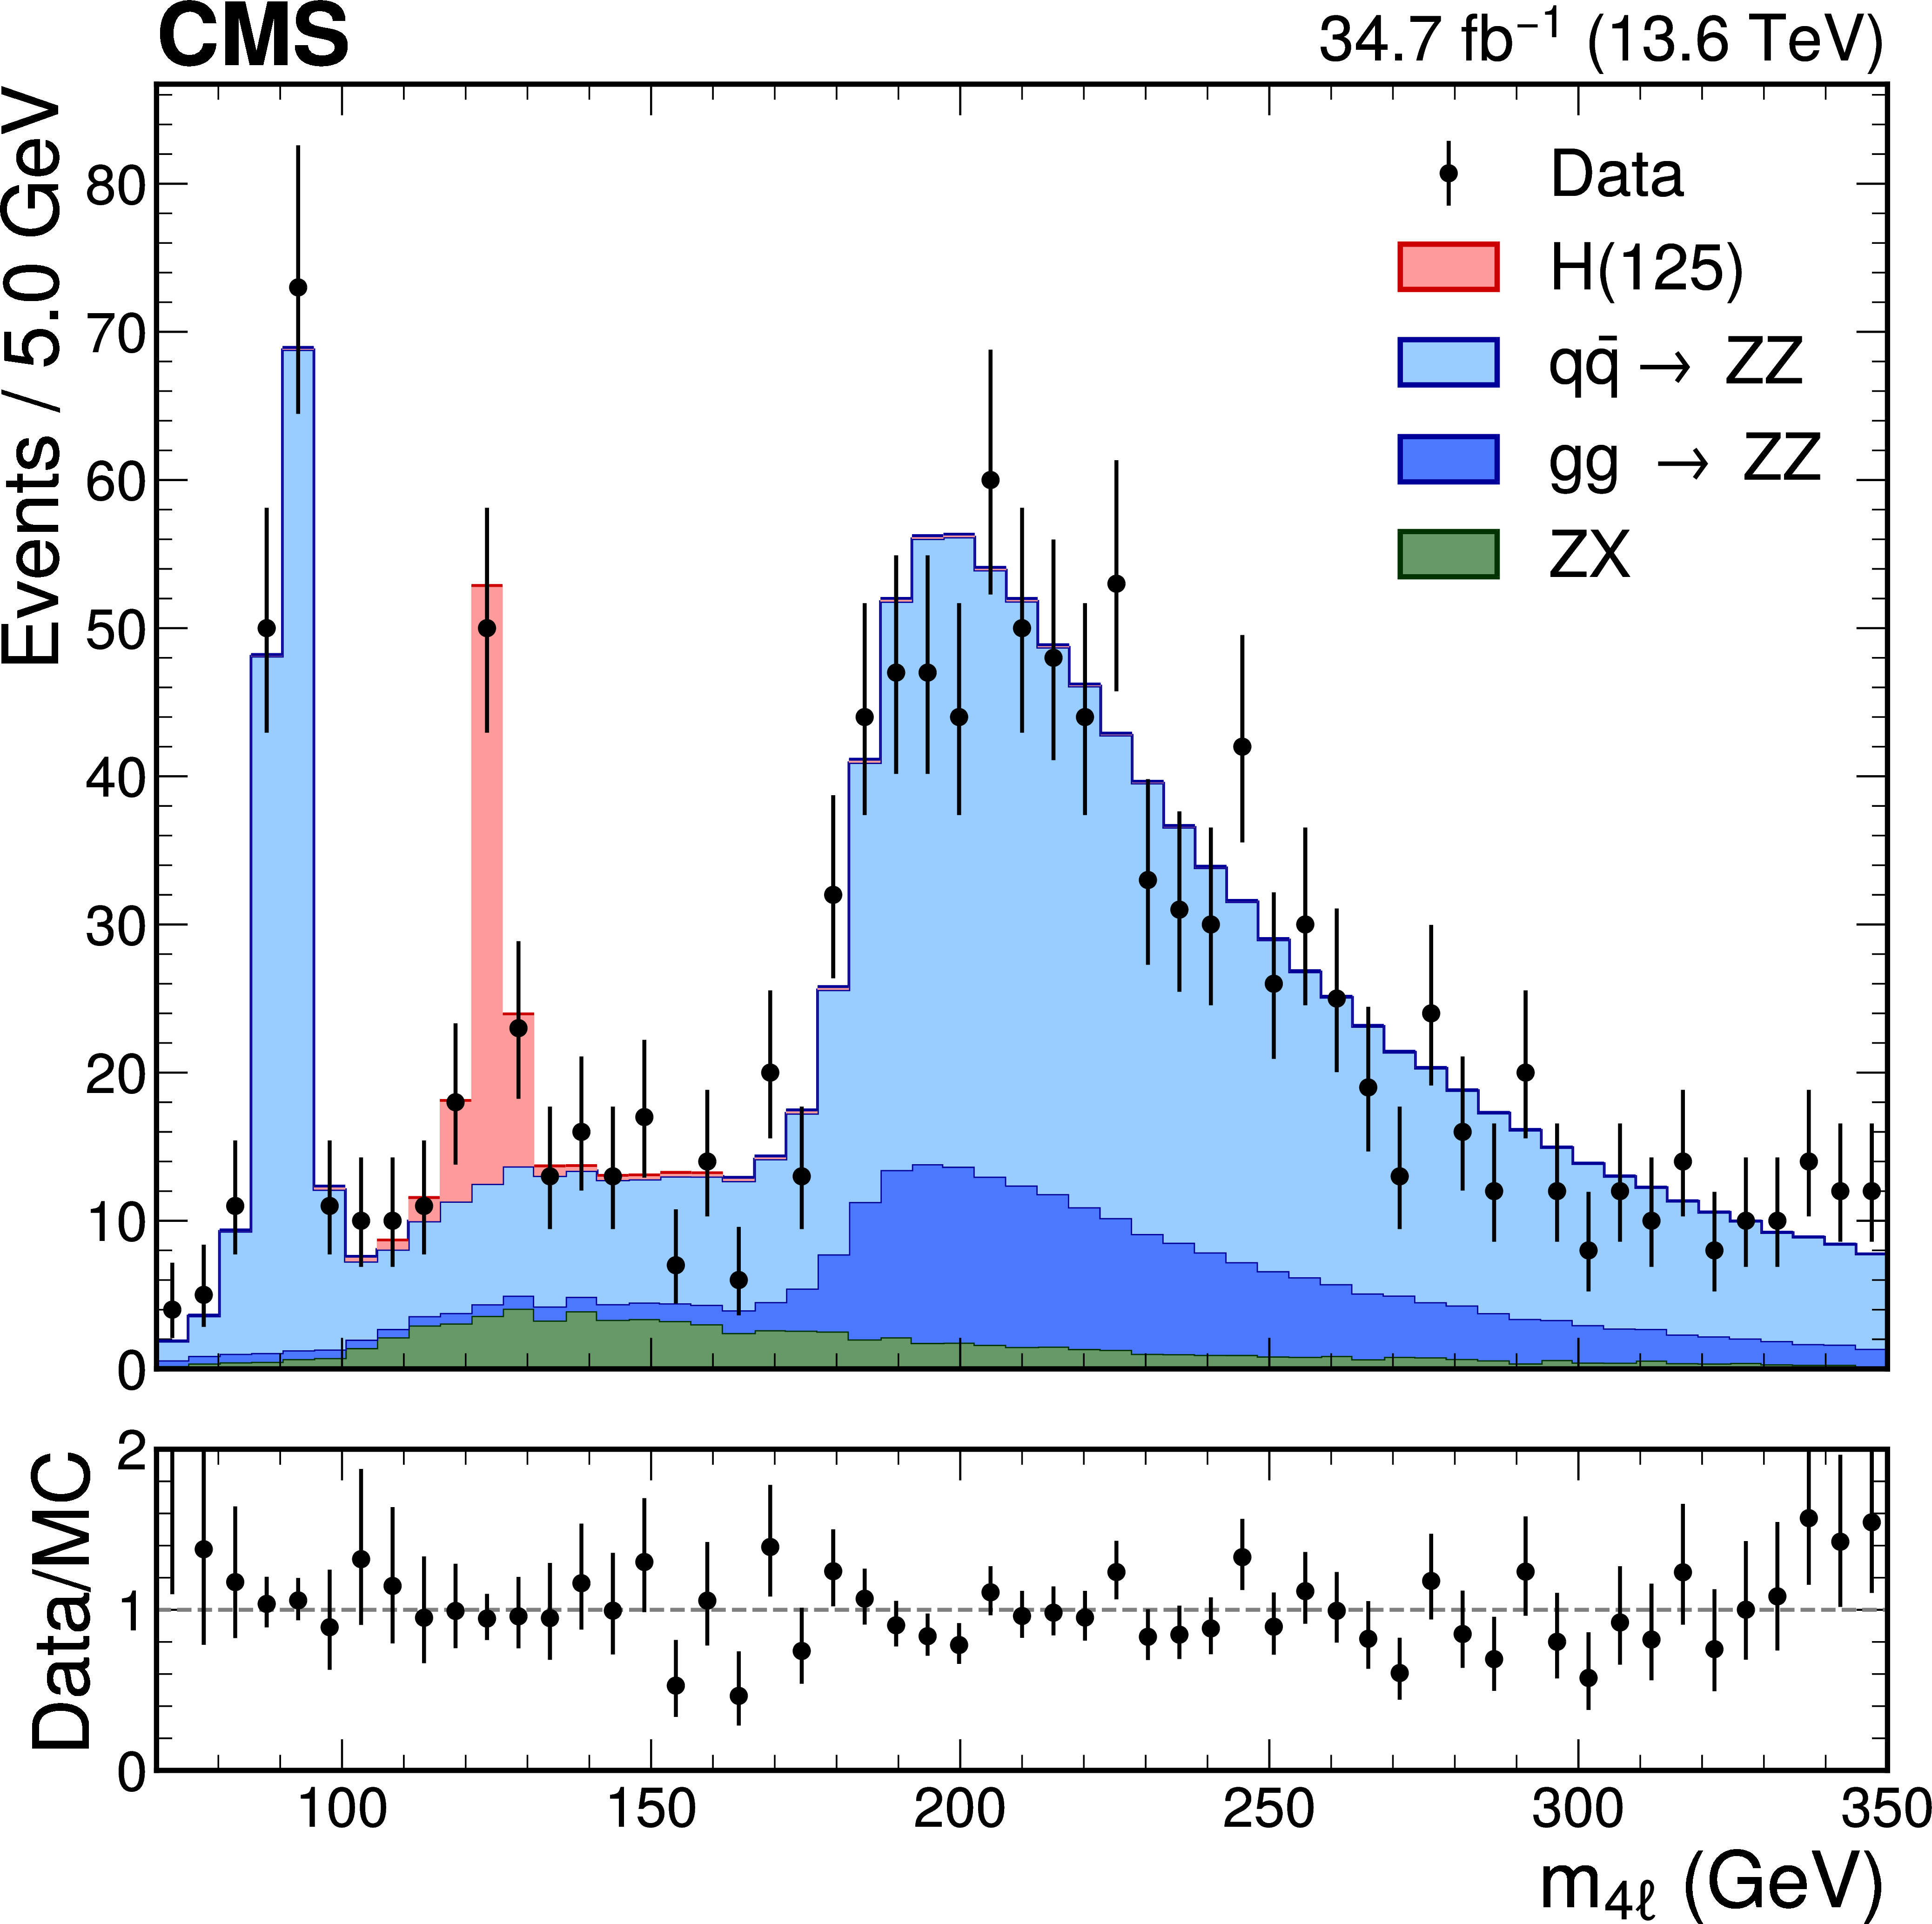 CMS
34.7 fb⁻¹ (13.6 TeV)
Events / 5.0 GeV
80
70
60
50
40
30
20
10
0
Data
H(125)
qq̄ → ZZ
gg → ZZ
ZX
Data/MC
2
1
0
100 150 200 250 300 350
m₄ℓ (GeV)